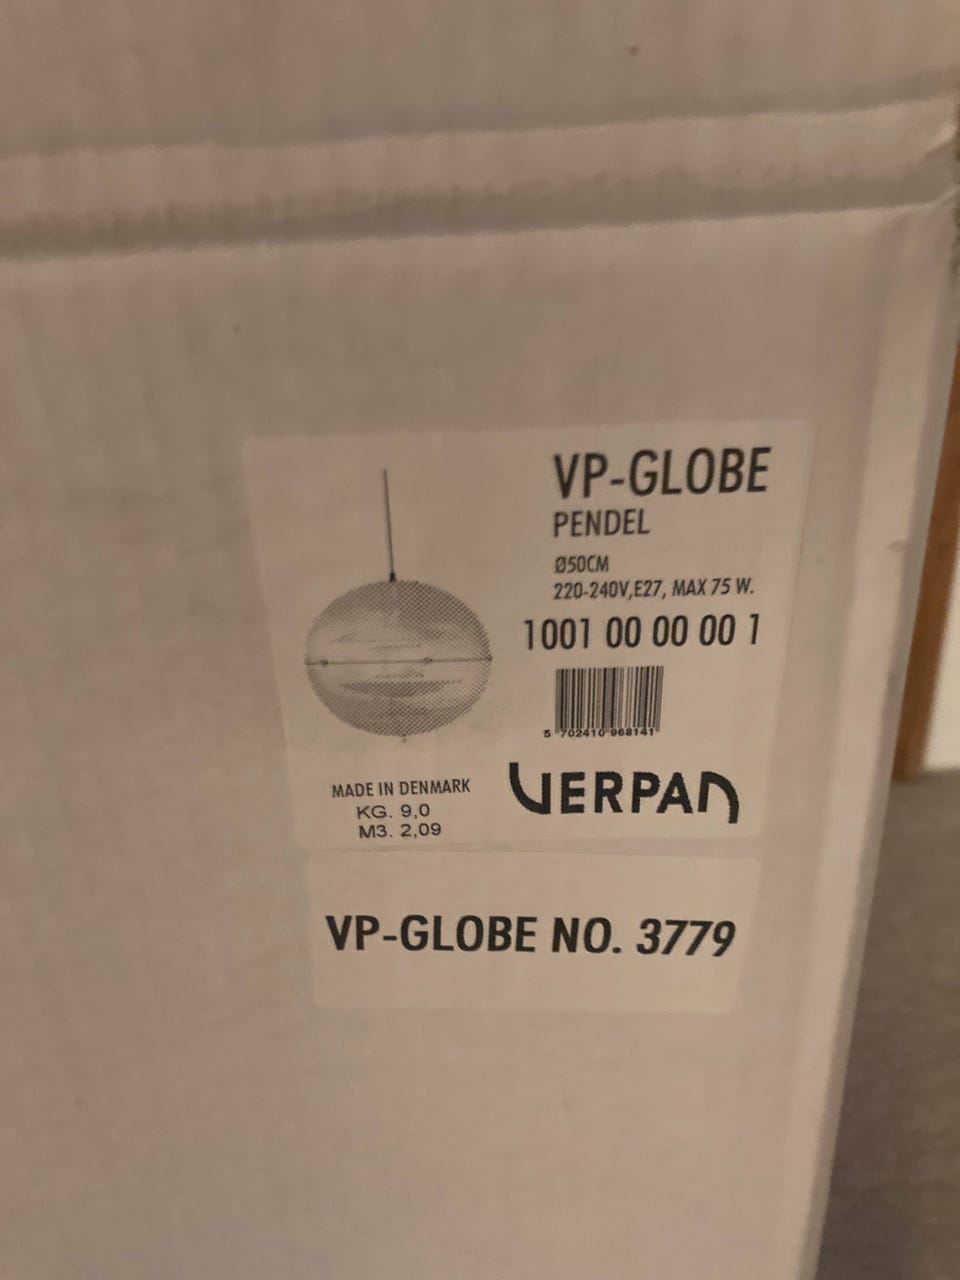 VP-GLOBE
PENDEL
Ø50CM
220-240V,E27, MAX 75 W.
1001 00 00 00 1
5 702410 968141
MADE IN DENMARK
KG. 9,0
M3. 2,09
VERPAN
VP-GLOBE NO. 3779